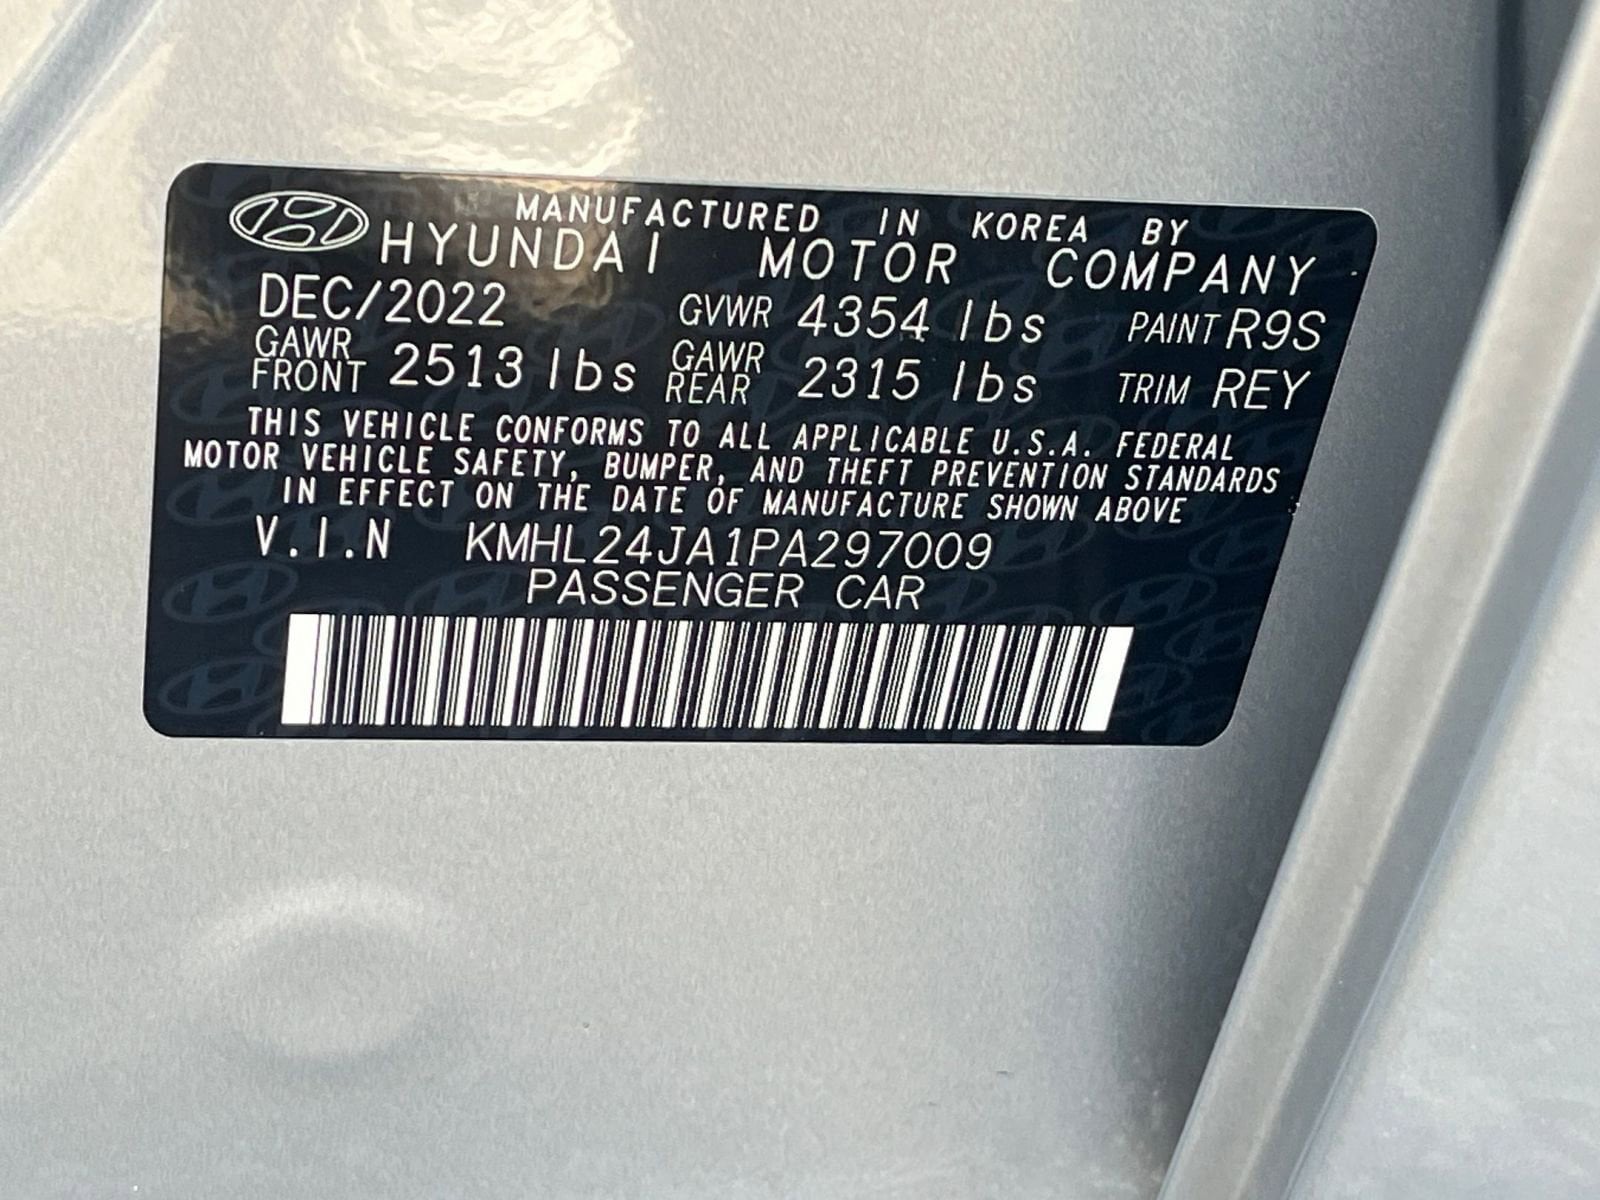 MANUFACTURED IN KOREA BY
HYUNDAI MOTOR COMPANY
DEC/2022 GVWR 4354 lbs PAINT R9S
GAWR FRONT 2513 lbs GAWR REAR 2315 lbs TRIM REY
THIS VEHICLE CONFORMS TO ALL APPLICABLE U.S.A. FEDERAL
MOTOR VEHICLE SAFETY, BUMPER, AND THEFT PREVENTION STANDARDS
IN EFFECT ON THE DATE OF MANUFACTURE SHOWN ABOVE
V.I.N KMHL24JA1PA297009
PASSENGER CAR